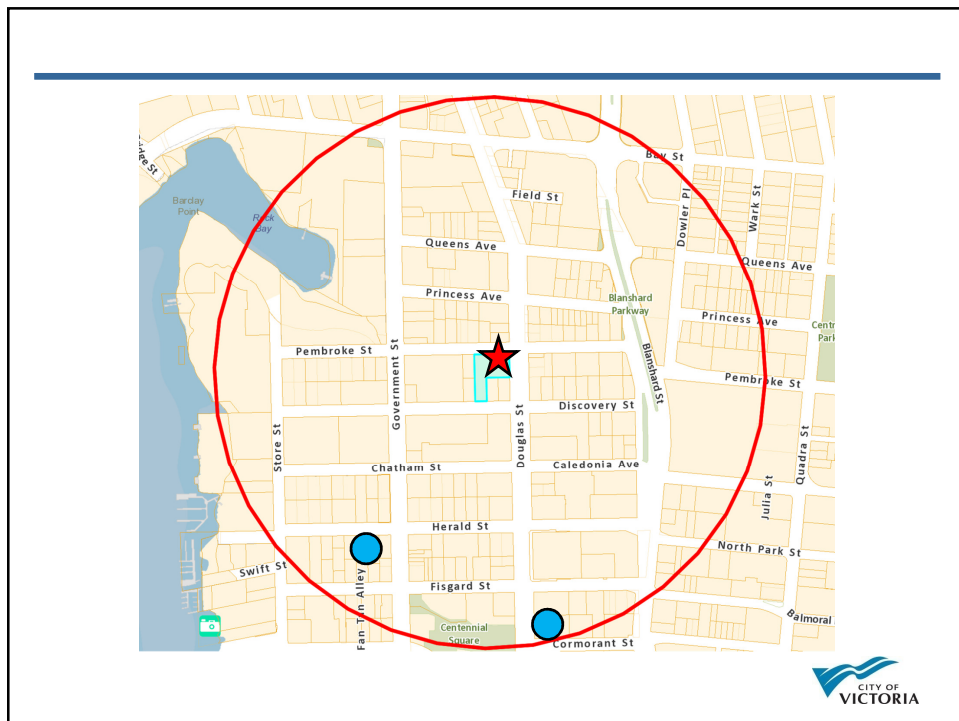 Bay St
Barclay
Point
Rock
Bay
Field St
Dowler Pl
Wark St
Queens Ave
Queens Ave
Princess Ave
Blanshard
Parkway
Princess Ave
Pembroke St
Government St
Blanshard St
Pembroke St
Discovery St
Douglas St
Store St
Chatham St
Caledonia Ave
Quadra St
Julia St
Herald St
North Park St
Swift St
Fan Tan Alley
Fisgard St
Centennial
Square
Cormorant St
Balmoral
CITY OF
VICTORIA